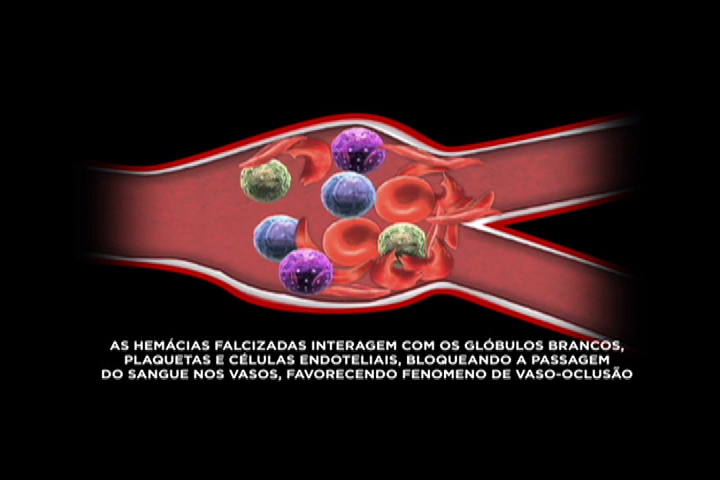 AS HEMÁCIAS FALCIZADAS INTERAGEM COM OS GLÓBULOS BRANCOS,
PLAQUETAS E CÉLULAS ENDOTELIAIS, BLOQUEANDO A PASSAGEM
DO SANGUE NOS VASOS, FAVORECENDO FENOMENO DE VASO-OCLUSÃO